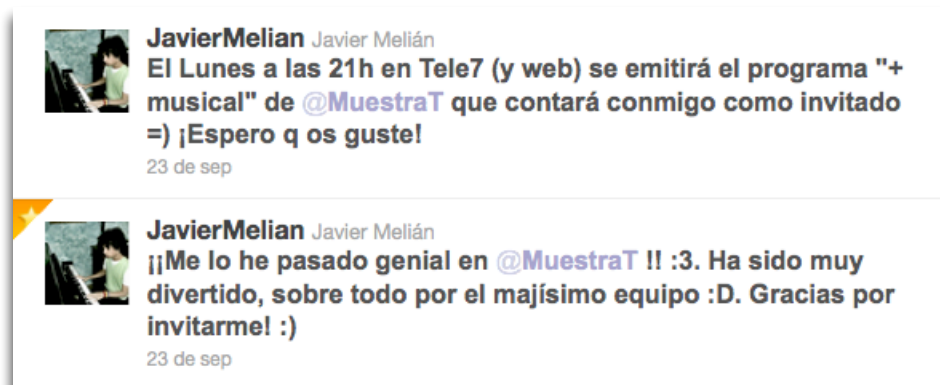 JavierMelian Javier Melián
El Lunes a las 21h en Tele7 (y web) se emitirá el programa "+
musical" de @MuestraT que contará conmigo como invitado
=) ¡Espero q os guste!
23 de sep
JavierMelian Javier Melián
¡¡Me lo he pasado genial en @MuestraT !! :3. Ha sido muy
divertido, sobre todo por el majísimo equipo :D. Gracias por
invitarme! :)
23 de sep